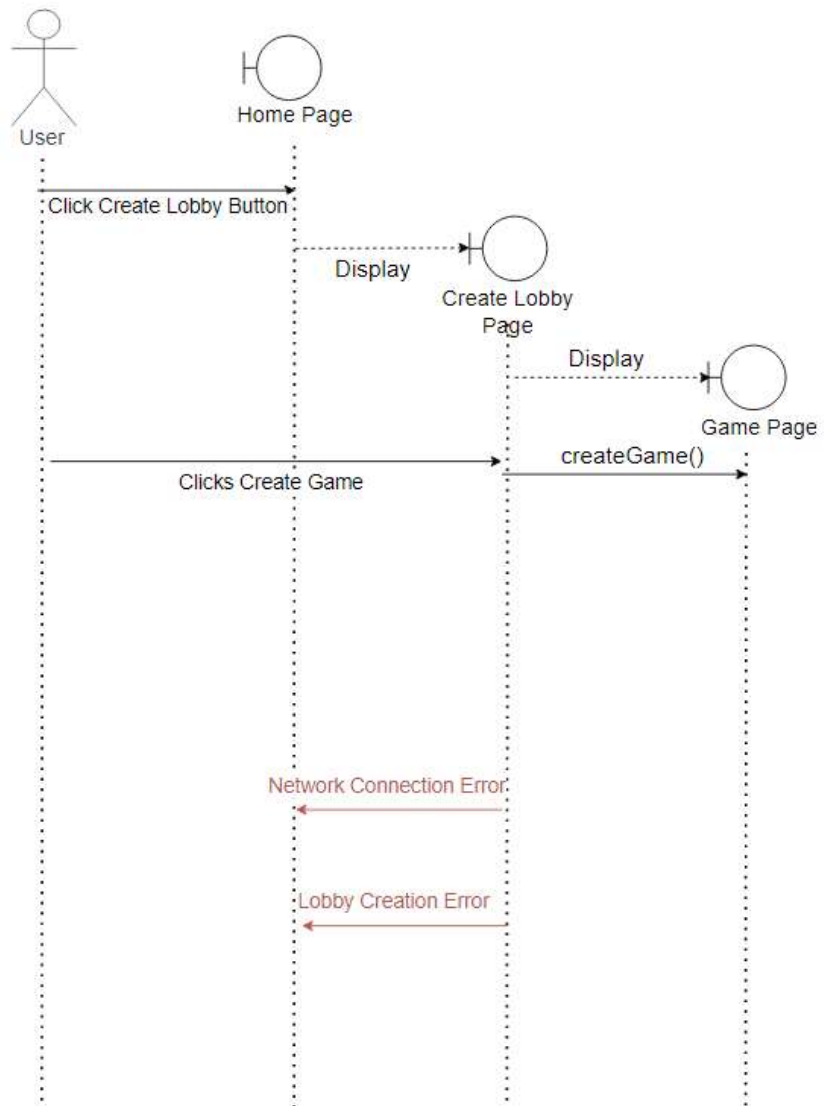 User
Home Page
Click Create Lobby Button
Display
Create Lobby
Page
Display
Game Page
Clicks Create Game
createGame()
Network Connection Error
Lobby Creation Error